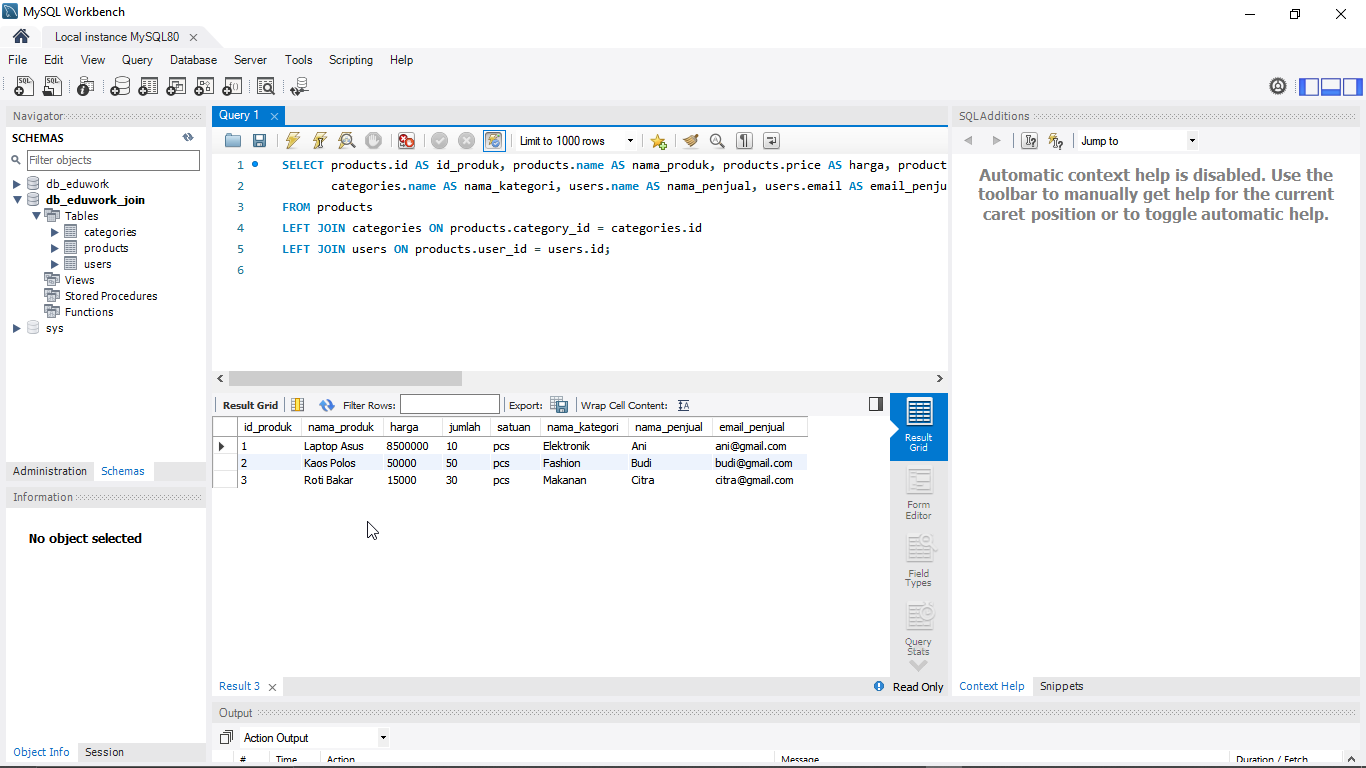 MySQL Workbench
Local instance MySQL80
File Edit View Query Database Server Tools Scripting Help
Navigator
SCHEMAS
Filter objects
db_eduwork
db_eduwork_join
Tables
categories
products
users
Views
Stored Procedures
Functions
sys
Administration Schemas
Information
No object selected
Object Info Session
Query 1
Limit to 1000 rows
1 SELECT products.id AS id_produk, products.name AS nama_produk, products.price AS harga, product
2 categories.name AS nama_kategori, users.name AS nama_penjual, users.email AS email_penju
3 FROM products
4 LEFT JOIN categories ON products.category_id = categories.id
5 LEFT JOIN users ON products.user_id = users.id;
6
Result Grid Filter Rows: Export: Wrap Cell Content:
id_produk nama_produk harga jumlah satuan nama_kategori nama_penjual email_penjual
1 Laptop Asus 8500000 10 pcs Elektronik Ani ani@gmail.com
2 Kaos Polos 50000 50 pcs Fashion Budi budi@gmail.com
3 Roti Bakar 15000 30 pcs Makanan Citra citra@gmail.com
Result
Grid
Form
Editor
Field
Types
Query
Stats
Result 3 Read Only
SQLAdditions
Jump to
Automatic context help is disabled. Use the
toolbar to manually get help for the current
caret position or to toggle automatic help.
Context Help Snippets
Output
Action Output
# Time Action Message Duration / Fetch